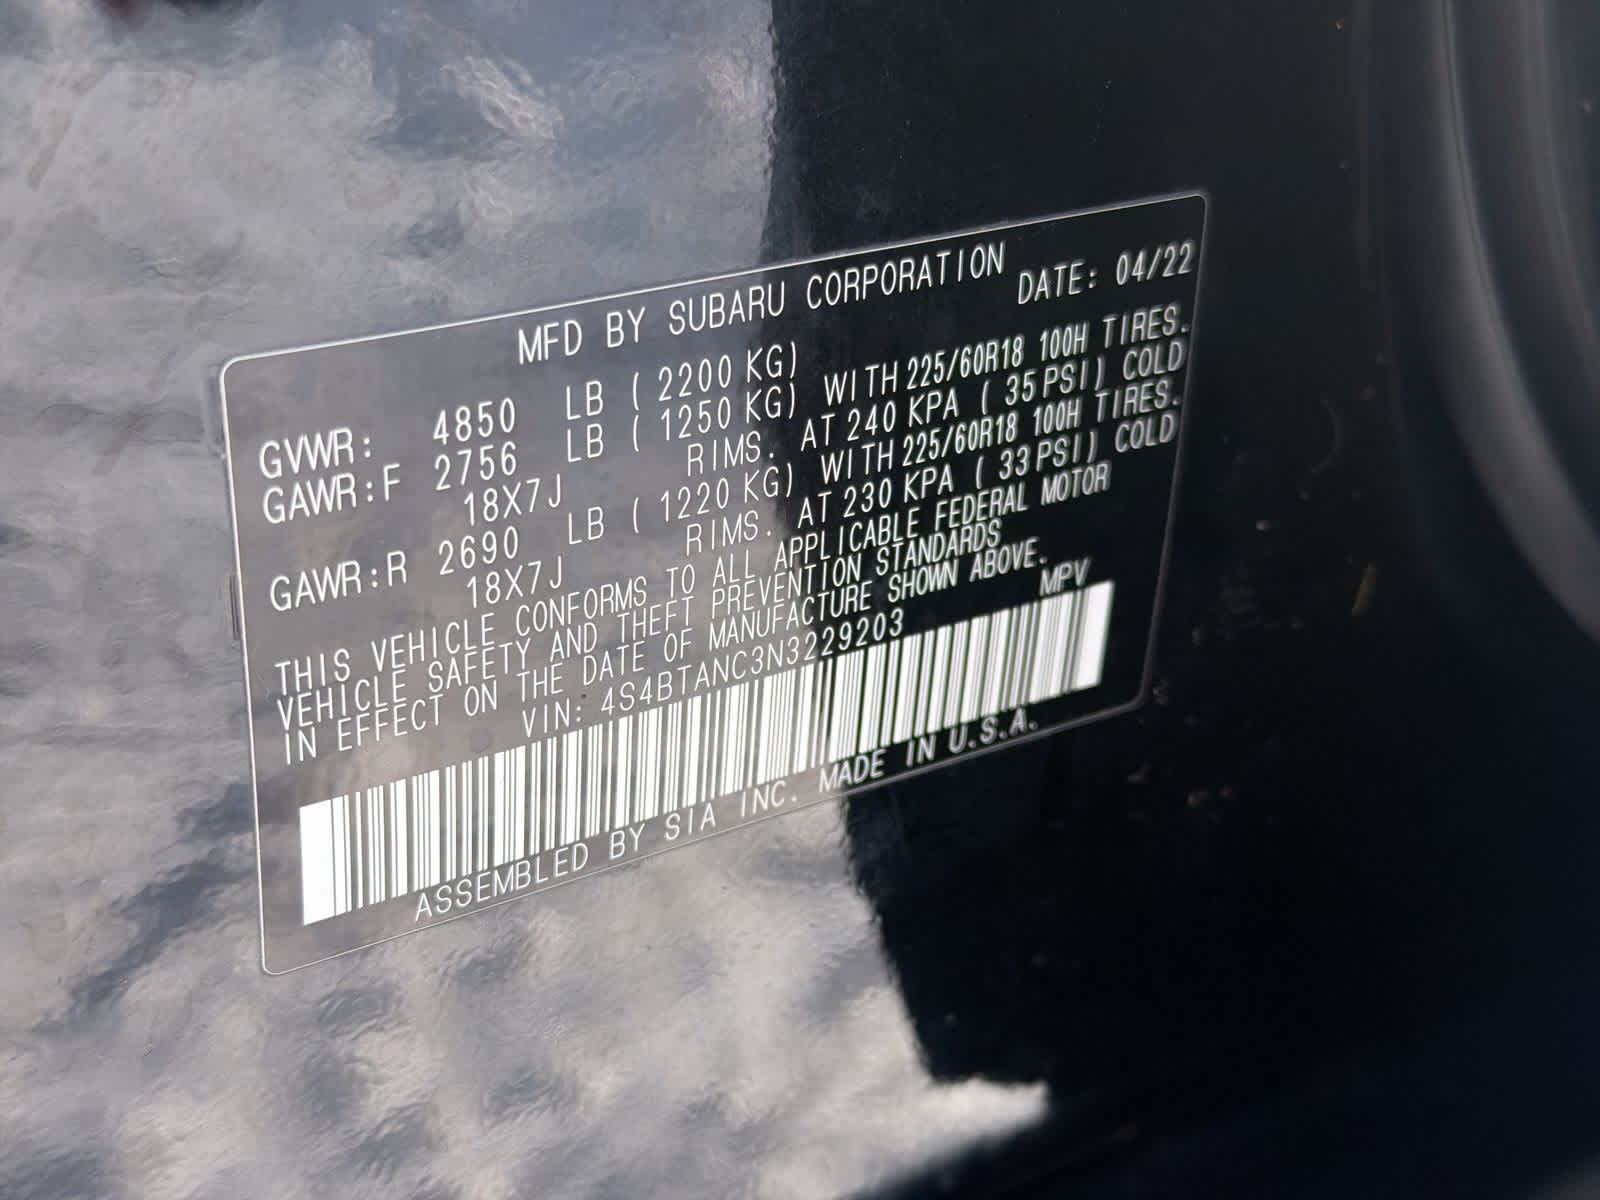 MFD BY SUBARU CORPORATION
DATE: 04/22
GVWR: 4850 LB ( 2200 KG)
GAWR:F 2756 LB ( 1250 KG) WITH 225/60R18 100H TIRES.
18X7J RIMS. AT 240 KPA ( 35 PSI) COLD
GAWR:R 2690 LB ( 1220 KG) WITH 225/60R18 100H TIRES.
18X7J RIMS. AT 230 KPA ( 33 PSI) COLD
THIS VEHICLE CONFORMS TO ALL APPLICABLE FEDERAL MOTOR
VEHICLE SAFETY AND THEFT PREVENTION STANDARDS
IN EFFECT ON THE DATE OF MANUFACTURE SHOWN ABOVE.
VIN: 4S4BTANC3N3229203 MPV
ASSEMBLED BY SIA INC. MADE IN U.S.A.